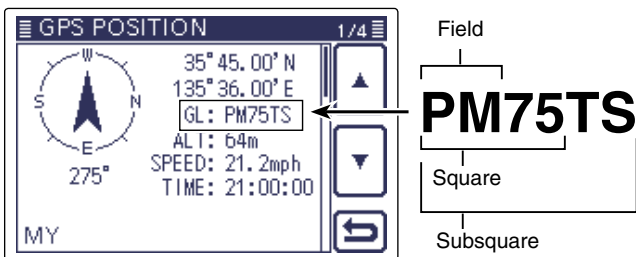 GPS POSITION 1/4
W
S N
E
275°
35°45.00'N
135°36.00'E
GL: PM75TS
ALT: 64m
SPEED: 21.2mph
TIME: 21:00:00
MY
Field
PM75TS
Square
Subsquare